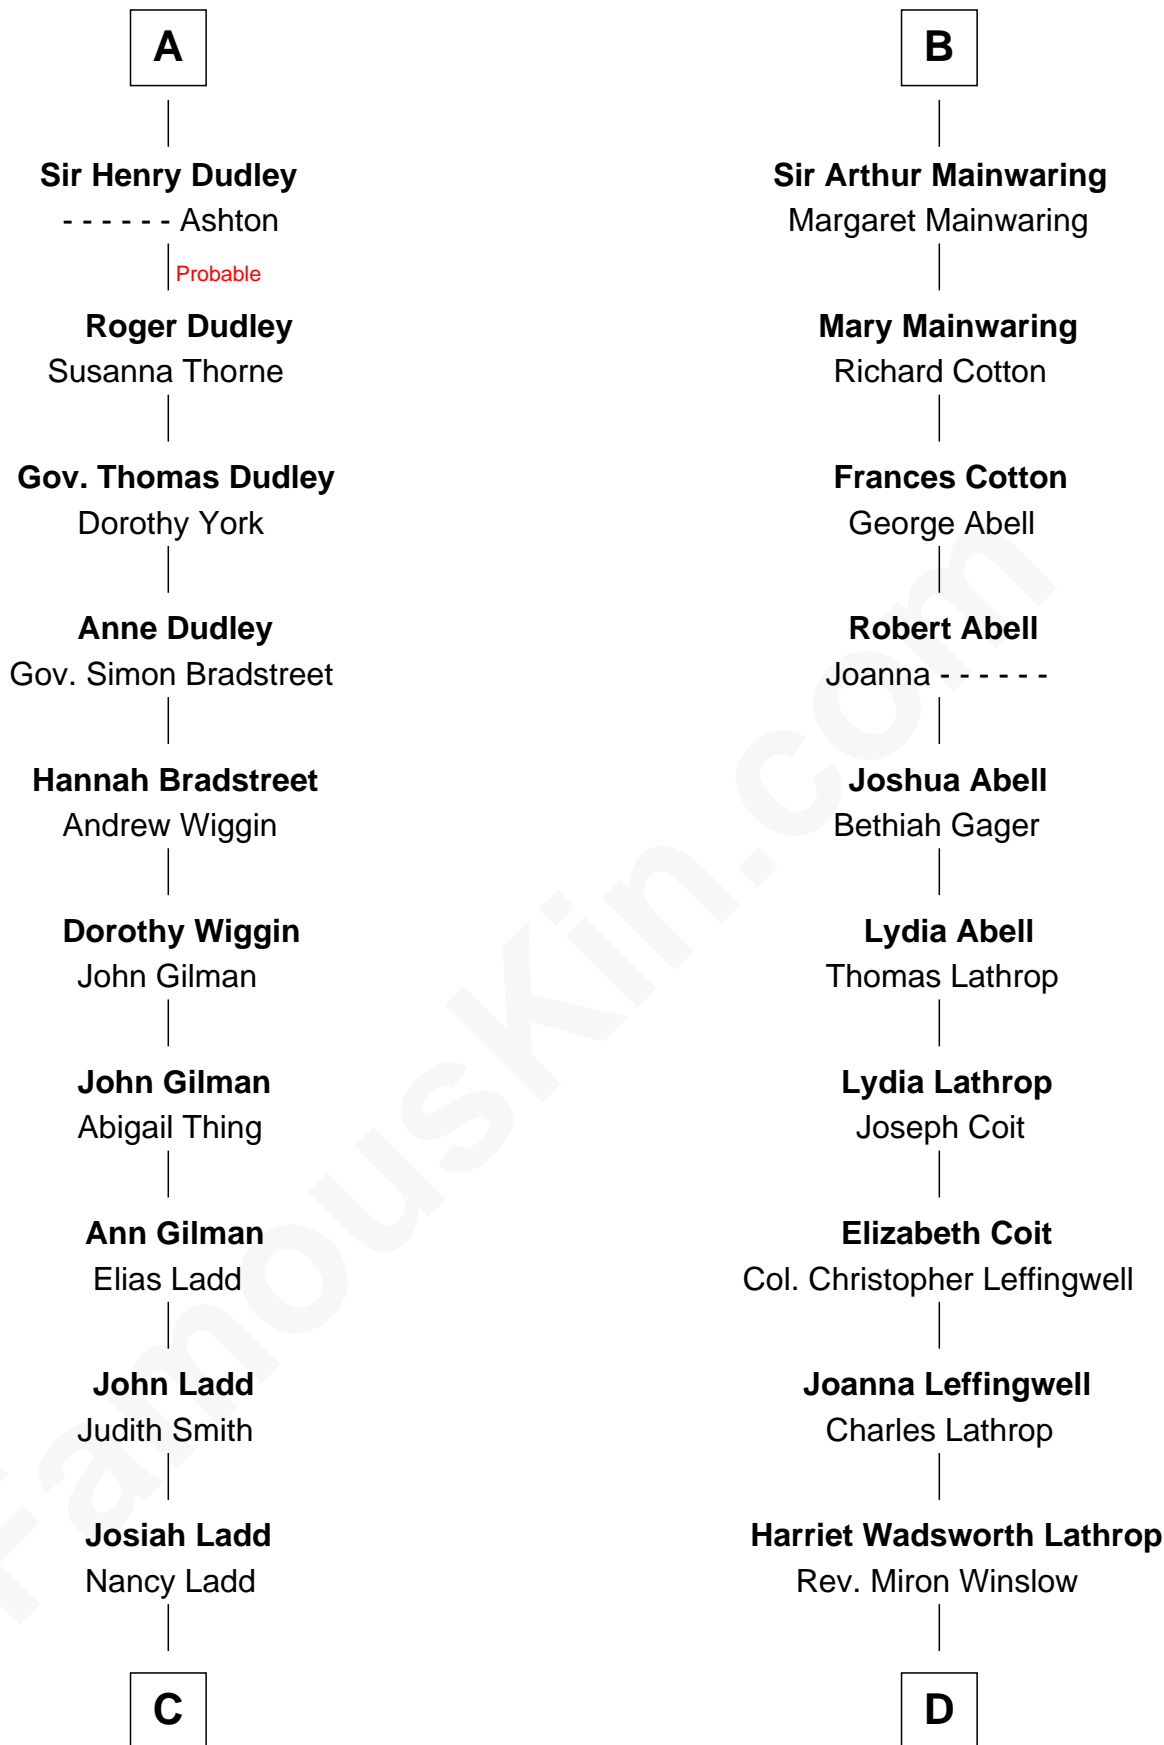 A
Sir Henry Dudley
- - - - - - Ashton
Probable
Roger Dudley
Susanna Thorne
Gov. Thomas Dudley
Dorothy York
Anne Dudley
Gov. Simon Bradstreet
Hannah Bradstreet
Andrew Wiggin
Dorothy Wiggin
John Gilman
John Gilman
Abigail Thing
Ann Gilman
Elias Ladd
John Ladd
Judith Smith
Josiah Ladd
Nancy Ladd
C
B
Sir Arthur Mainwaring
Margaret Mainwaring
Mary Mainwaring
Richard Cotton
Frances Cotton
George Abell
Robert Abell
Joanna - - - - - -
Joshua Abell
Bethiah Gager
Lydia Abell
Thomas Lathrop
Lydia Lathrop
Joseph Coit
Elizabeth Coit
Col. Christopher Leffingwell
Joanna Leffingwell
Charles Lathrop
Harriet Wadsworth Lathrop
Rev. Miron Winslow
D
FamousKin.com